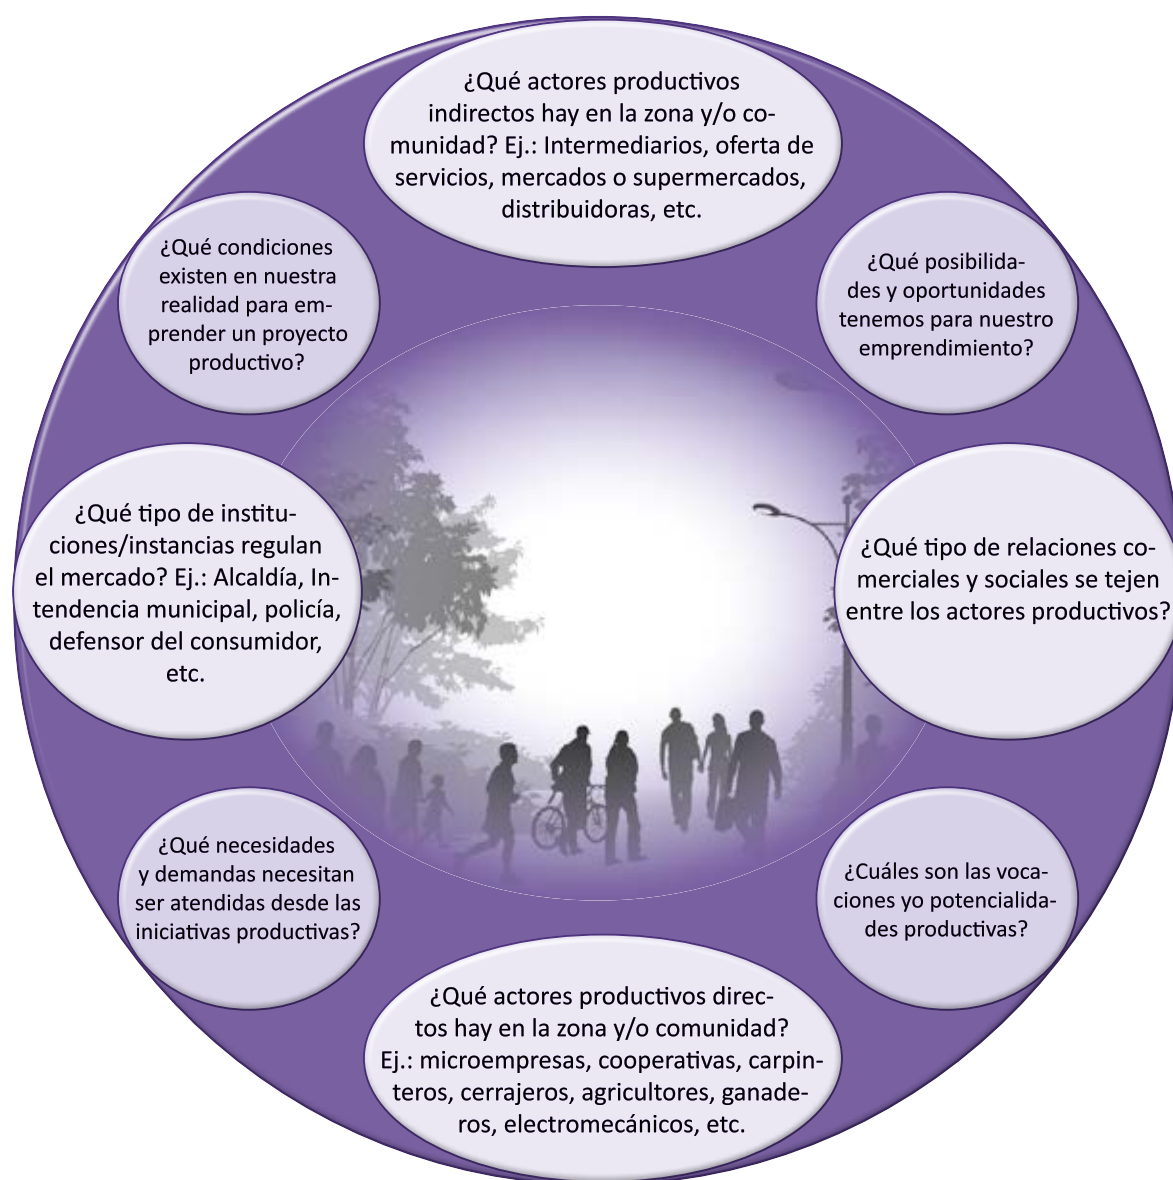 ¿Qué actores productivos
indirectos hay en la zona y/o co-
munidad? Ej.: Intermediarios, oferta de
servicios, mercados o supermercados,
distribuidoras, etc.
¿Qué condiciones
existen en nuestra
realidad para em-
prender un proyecto
productivo?
¿Qué posibilida-
des y oportunidades
tenemos para nuestro
emprendimiento?
¿Qué tipo de institu-
ciones/instancias regulan
el mercado? Ej.: Alcaldía, In-
tendencia municipal, policía,
defensor del consumidor,
etc.
¿Qué tipo de relaciones co-
merciales y sociales se tejen
entre los actores productivos?
¿Qué necesidades
y demandas necesitan
ser atendidas desde las
iniciativas productivas?
¿Cuáles son las voca-
ciones yo potencialida-
des productivas?
¿Qué actores productivos direc-
tos hay en la zona y/o comunidad?
Ej.: microempresas, cooperativas, carpin-
teros, cerrajeros, agricultores, ganade-
ros, electromecánicos, etc.